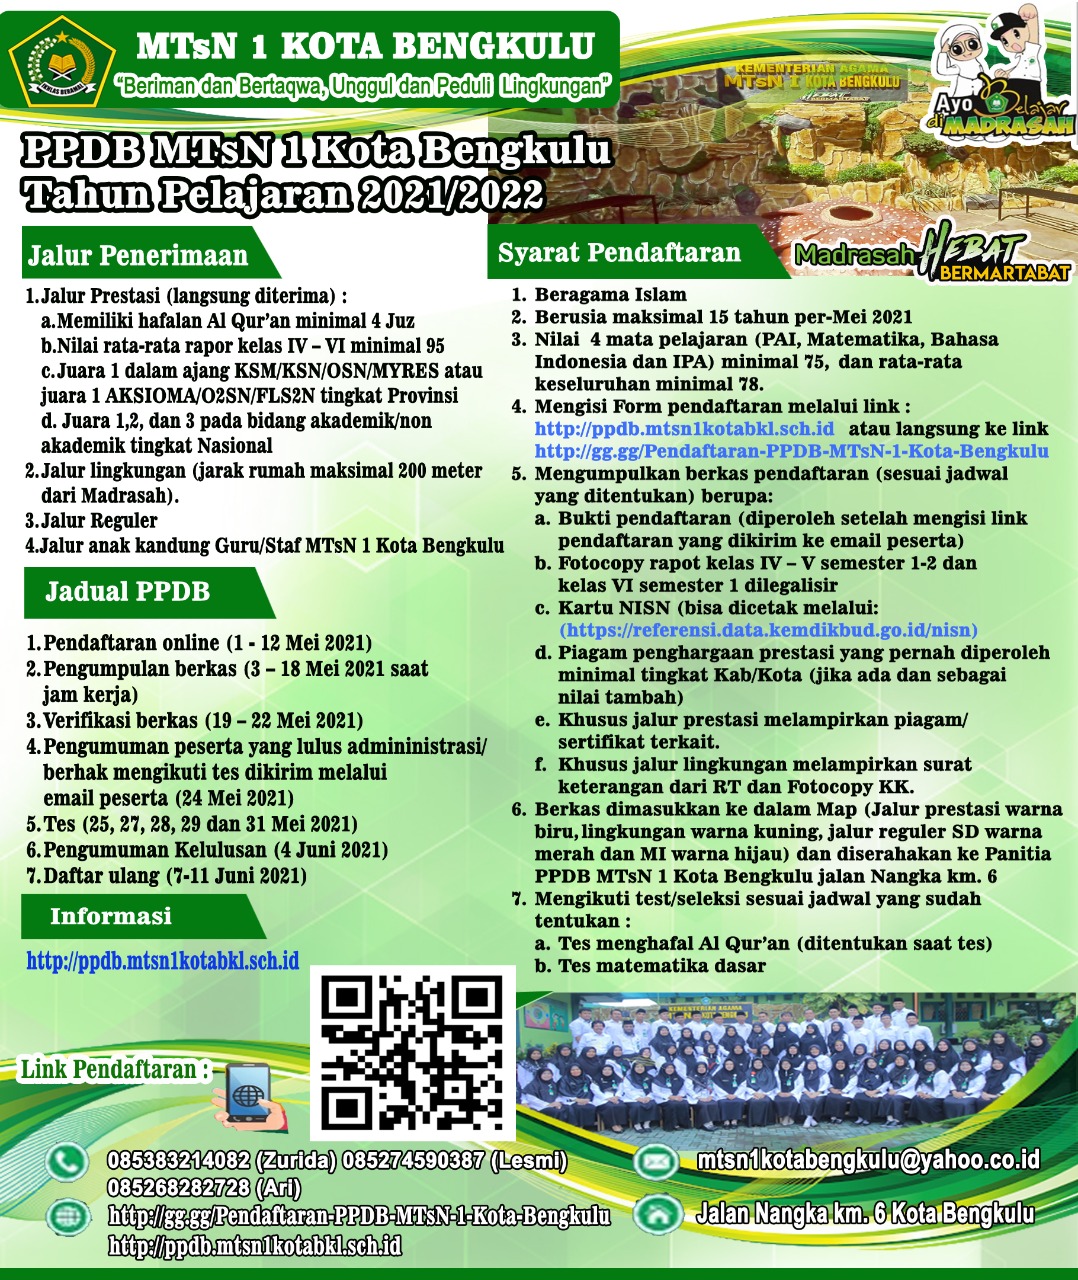 MTsN 1 KOTA BENGKULU
“Beriman dan Bertaqwa, Unggul dan Peduli Lingkungan”
IKHLAS BERAMAL
KEMENTERIAN AGAMA
MTsN 1 KOTA BENGKULU
HEBAT BERMARTABAT
Ayo Belajar
di MADRASAH
PPDB MTsN 1 Kota Bengkulu
Tahun Pelajaran 2021/2022
Madrasah HEBAT
BERMARTABAT
Jalur Penerimaan
1.Jalur Prestasi (langsung diterima) :
a.Memiliki hafalan Al Qur’an minimal 4 Juz
b.Nilai rata-rata rapor kelas IV – VI minimal 95
c.Juara 1 dalam ajang KSM/KSN/OSN/MYRES atau
juara 1 AKSIOMA/O2SN/FLS2N tingkat Provinsi
d. Juara 1,2, dan 3 pada bidang akademik/non
akademik tingkat Nasional
2.Jalur lingkungan (jarak rumah maksimal 200 meter
dari Madrasah).
3.Jalur Reguler
4.Jalur anak kandung Guru/Staf MTsN 1 Kota Bengkulu
Jadual PPDB
1.Pendaftaran online (1 - 12 Mei 2021)
2.Pengumpulan berkas (3 – 18 Mei 2021 saat
jam kerja)
3.Verifikasi berkas (19 – 22 Mei 2021)
4.Pengumuman peserta yang lulus admininistrasi/
berhak mengikuti tes dikirim melalui
email peserta (24 Mei 2021)
5.Tes (25, 27, 28, 29 dan 31 Mei 2021)
6.Pengumuman Kelulusan (4 Juni 2021)
7.Daftar ulang (7-11 Juni 2021)
Informasi
http://ppdb.mtsn1kotabkl.sch.id
Syarat Pendaftaran
1. Beragama Islam
2. Berusia maksimal 15 tahun per-Mei 2021
3. Nilai 4 mata pelajaran (PAI, Matematika, Bahasa
Indonesia dan IPA) minimal 75, dan rata-rata
keseluruhan minimal 78.
4. Mengisi Form pendaftaran melalui link :
http://ppdb.mtsn1kotabkl.sch.id atau langsung ke link
http://gg.gg/Pendaftaran-PPDB-MTsN-1-Kota-Bengkulu
5. Mengumpulkan berkas pendaftaran (sesuai jadwal
yang ditentukan) berupa:
a. Bukti pendaftaran (diperoleh setelah mengisi link
pendaftaran yang dikirim ke email peserta)
b. Fotocopy rapot kelas IV – V semester 1-2 dan
kelas VI semester 1 dilegalisir
c. Kartu NISN (bisa dicetak melalui:
(https://referensi.data.kemdikbud.go.id/nisn)
d. Piagam penghargaan prestasi yang pernah diperoleh
minimal tingkat Kab/Kota (jika ada dan sebagai
nilai tambah)
e. Khusus jalur prestasi melampirkan piagam/
sertifikat terkait.
f. Khusus jalur lingkungan melampirkan surat
keterangan dari RT dan Fotocopy KK.
6. Berkas dimasukkan ke dalam Map (Jalur prestasi warna
biru, lingkungan warna kuning, jalur reguler SD warna
merah dan MI warna hijau) dan diserahakan ke Panitia
PPDB MTsN 1 Kota Bengkulu jalan Nangka km. 6
7. Mengikuti test/seleksi sesuai jadwal yang sudah
tentukan :
a. Tes menghafal Al Qur’an (ditentukan saat tes)
b. Tes matematika dasar
KEMENTERIAN AGAMA
Link Pendaftaran :
085383214082 (Zurida) 085274590387 (Lesmi)
085268282728 (Ari)
http://gg.gg/Pendaftaran-PPDB-MTsN-1-Kota-Bengkulu
http://ppdb.mtsn1kotabkl.sch.id
mtsn1kotabengkulu@yahoo.co.id
Jalan Nangka km. 6 Kota Bengkulu